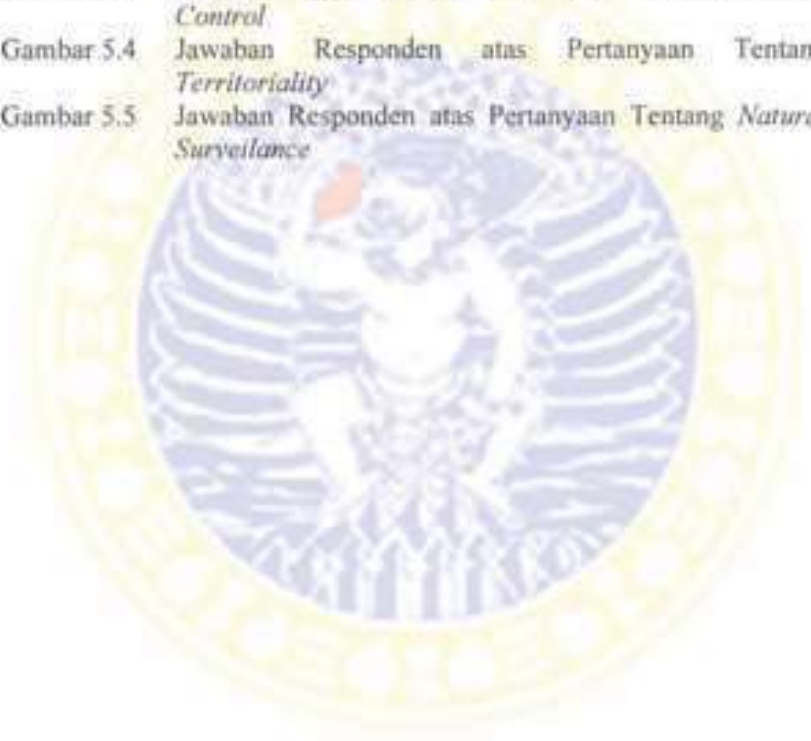 Control
Gambar 5.4 Jawaban Responden atas Pertanyaan Tentan
Territoriality
Gambar 5.5 Jawaban Responden atas Pertanyaan Tentang Natura
Surveilance